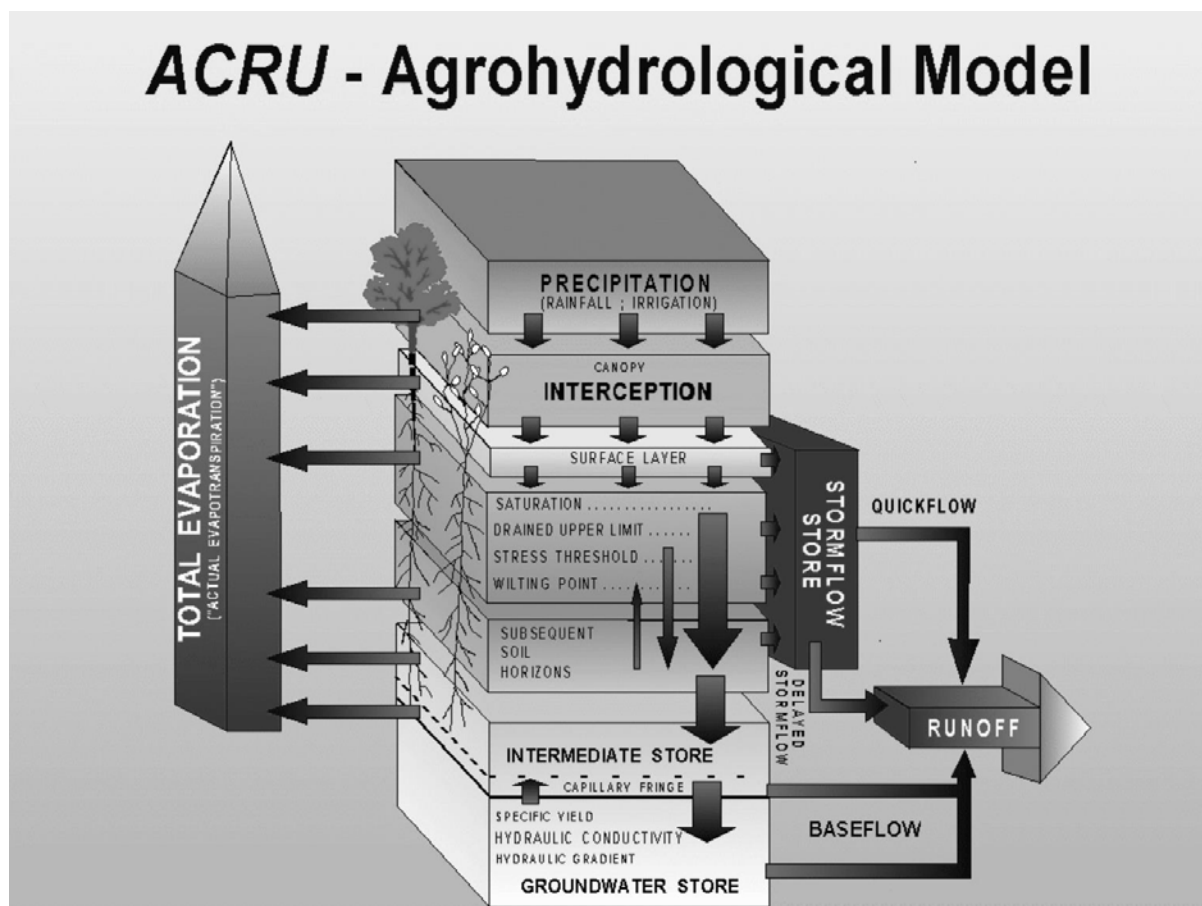 ACRU - Agrohydrological Model
TOTAL EVAPORATION
("ACTUAL EVAPOTRANSPIRATION")
PRECIPITATION
(RAINFALL ; IRRIGATION)
CANOPY
INTERCEPTION
SURFACE LAYER
SATURATION .................
DRAINED UPPER LIMIT ......
STRESS THRESHOLD .......
WILTING POINT .............
SUBSEQUENT
SOIL
HORIZONS
INTERMEDIATE STORE
CAPILLARY FRINGE
SPECIFIC YIELD
HYDRAULIC CONDUCTIVITY
HYDRAULIC GRADIENT
GROUNDWATER STORE
STORMFLOW
STORE
QUICKFLOW
DELAYED
STORMFLOW
RUNOFF
BASEFLOW